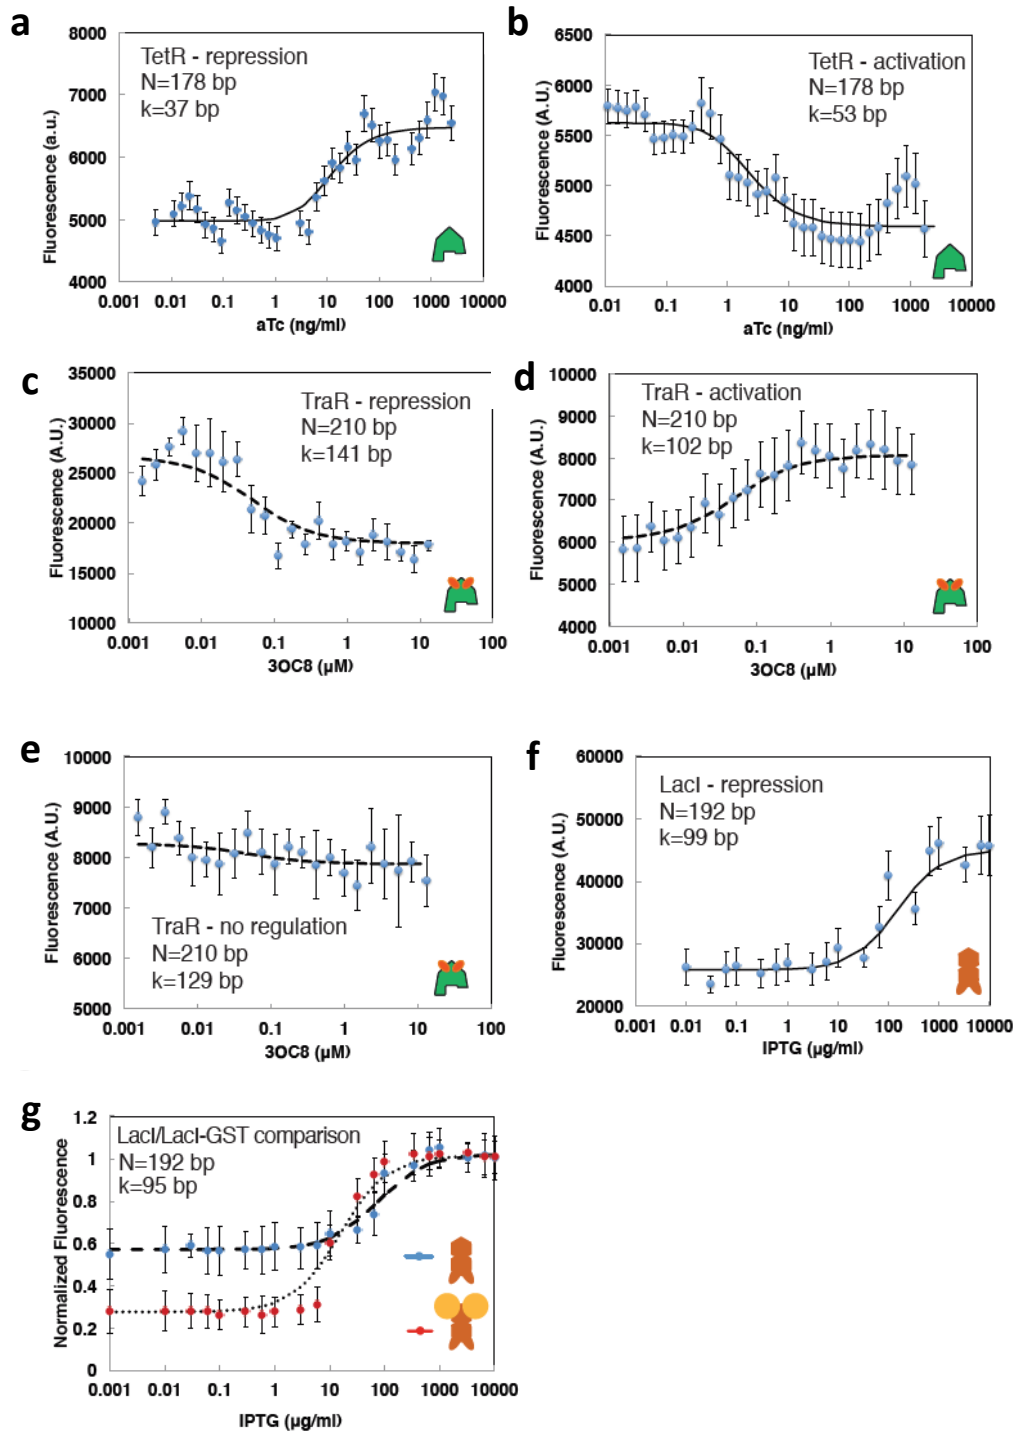 a
TetR - repression
N=178 bp
k=37 bp
Fluorescence (a.u.)
8000
7000
6000
5000
4000
0.001 0.01 0.1 1 10 100 1000 10000
aTc (ng/ml)
b
TetR - activation
N=178 bp
k=53 bp
Fluorescence (A.U.)
6500
6000
5500
5000
4500
4000
0.01 0.1 1 10 100 1000 10000
aTc (ng/ml)
c
TraR - repression
N=210 bp
k=141 bp
Fluorescence (A.U.)
35000
30000
25000
20000
15000
10000
0.001 0.01 0.1 1 10 100
3OC8 (µM)
d
TraR - activation
N=210 bp
k=102 bp
Fluorescence (A.U.)
10000
9000
8000
7000
6000
5000
4000
0.001 0.01 0.1 1 10 100
3OC8 (µM)
e
TraR - no regulation
N=210 bp
k=129 bp
Fluorescence (A.U.)
10000
9000
8000
7000
6000
5000
0.001 0.01 0.1 1 10 100
3OC8 (µM)
f
LacI - repression
N=192 bp
k=99 bp
Fluorescence (A.U.)
60000
50000
40000
30000
20000
0.001 0.01 0.1 1 10 100 1000 10000
IPTG (µg/ml)
g
LacI/LacI-GST comparison
N=192 bp
k=95 bp
Normalized Fluorescence
1.2
1
0.8
0.6
0.4
0.2
0
0.001 0.01 0.1 1 10 100 1000 10000
IPTG (µg/ml)